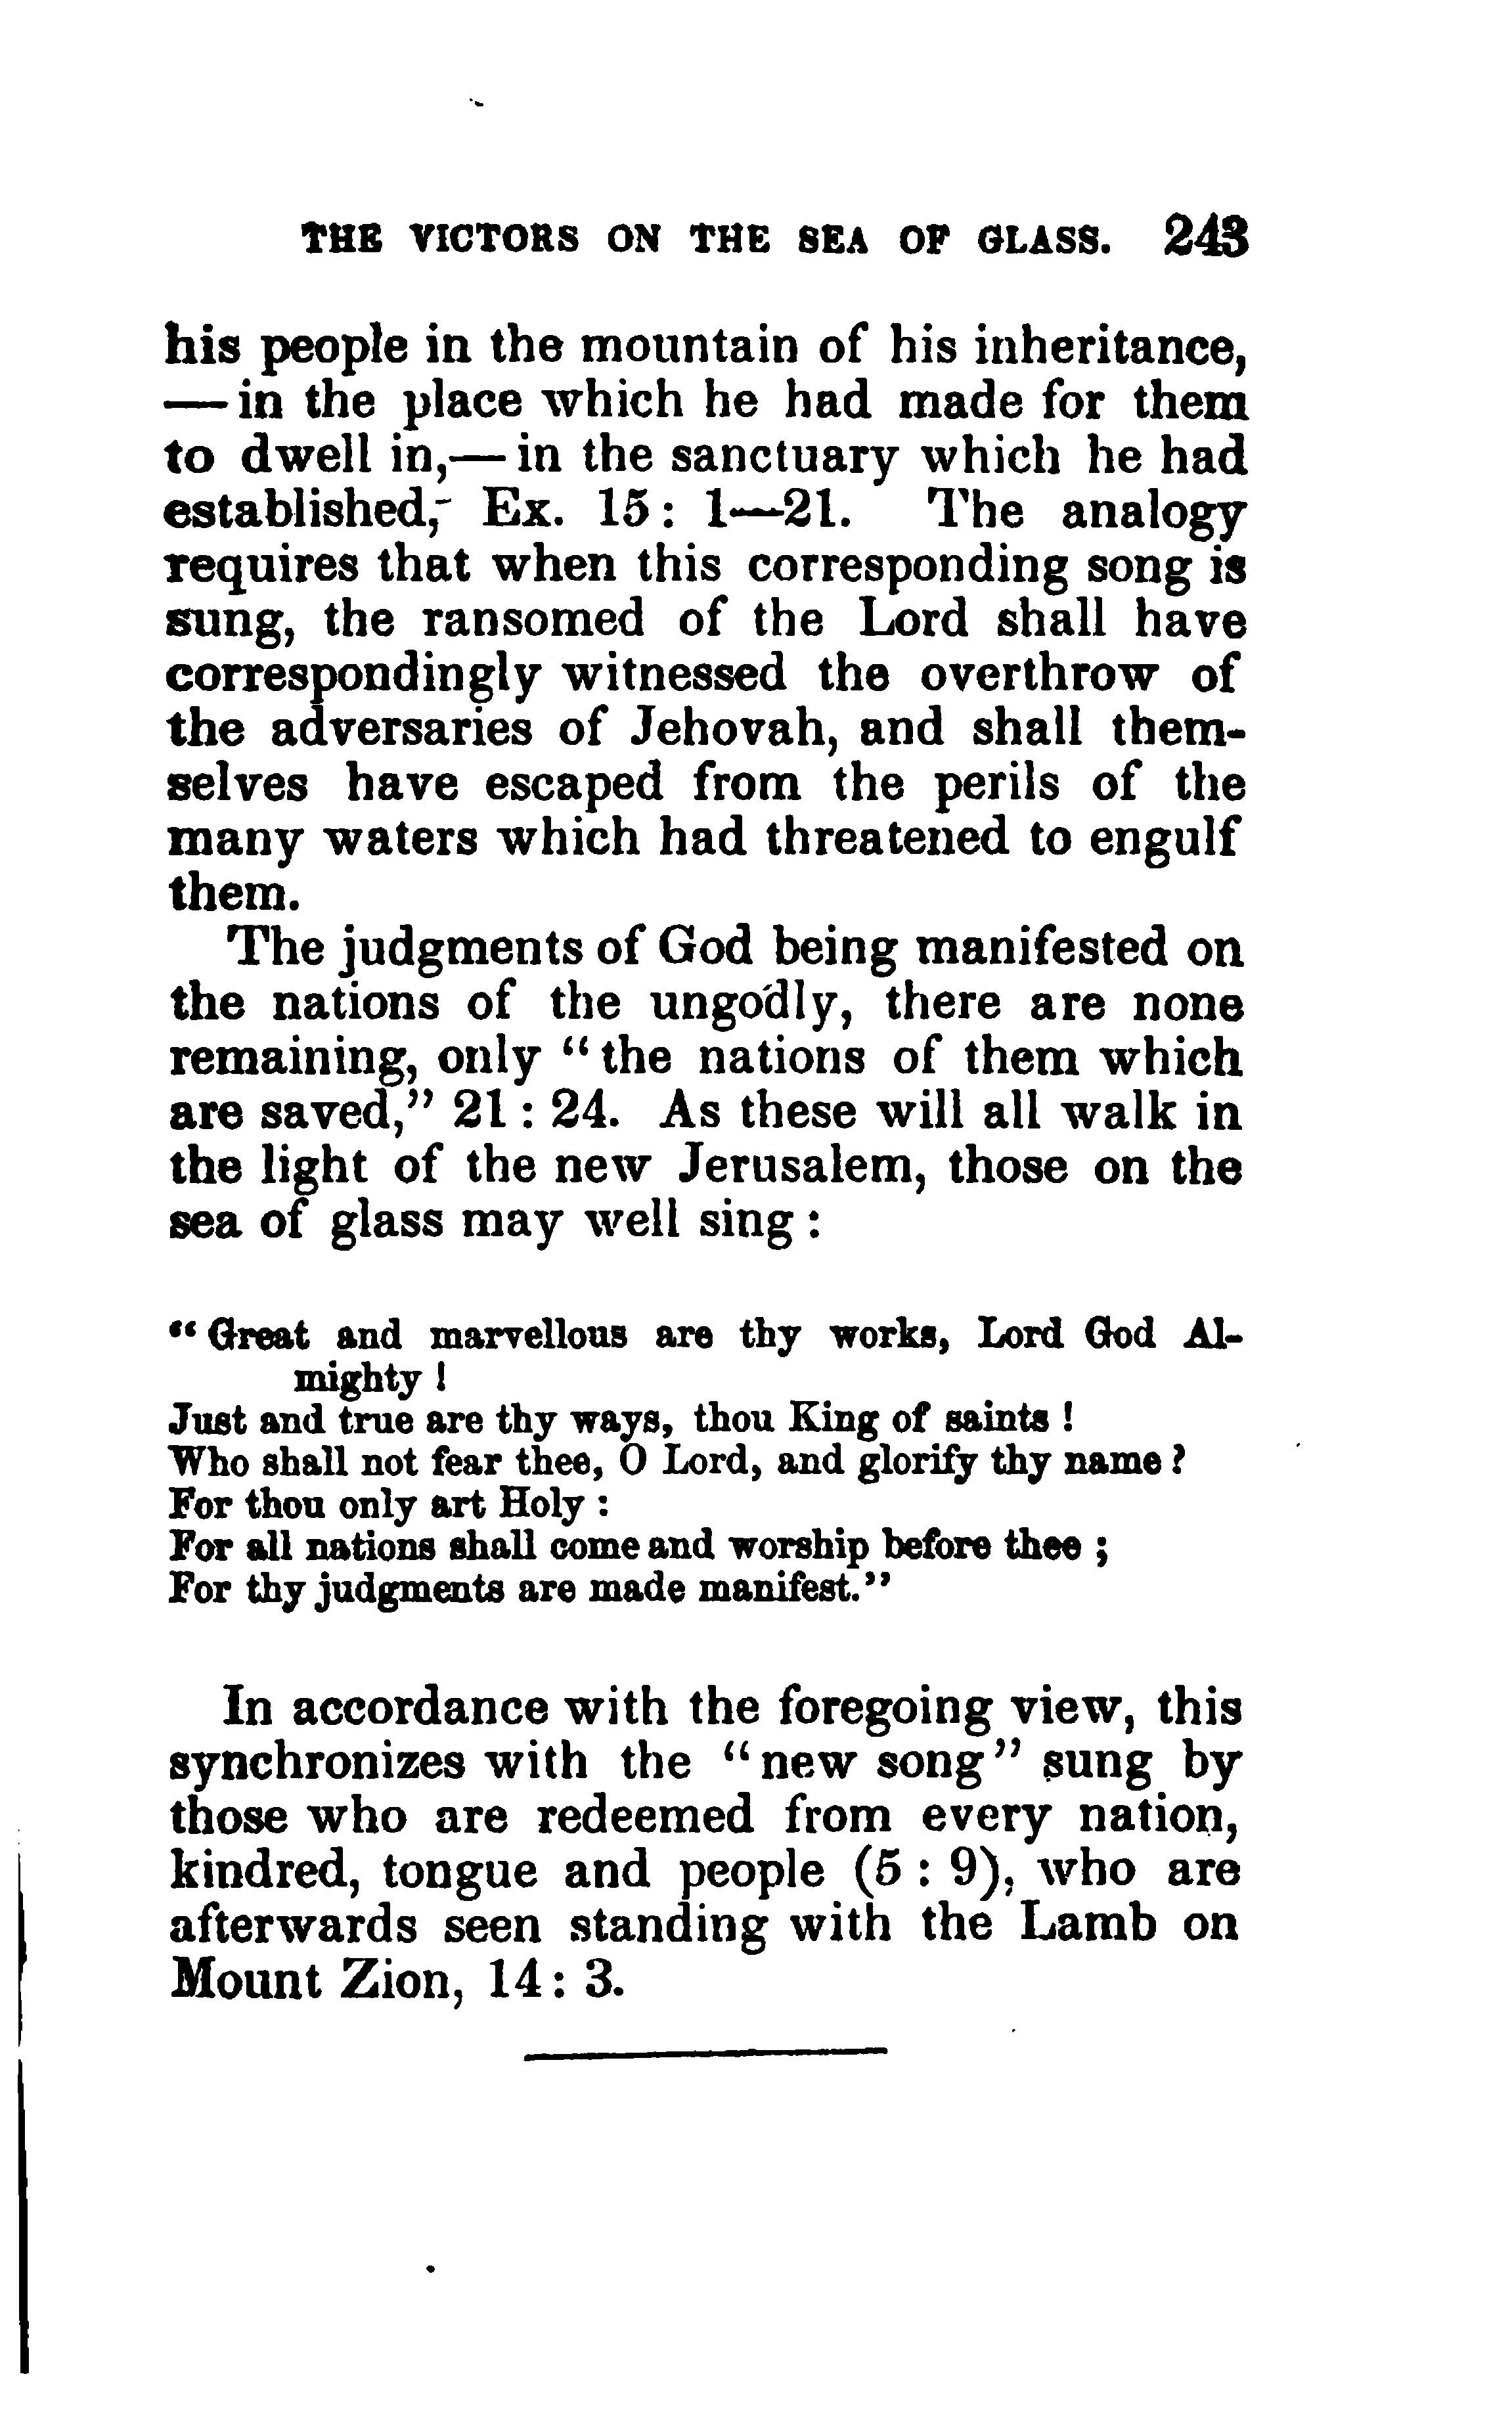 THE VICTORS ON THE SEA OF GLASS. 243
his people in the mountain of his inheritance,
—in the place which he had made for them
to dwell in,—in the sanctuary which he had
established, Ex. 15: 1—21. The analogy
requires that when this corresponding song is
sung, the ransomed of the Lord shall have
correspondingly witnessed the overthrow of
the adversaries of Jehovah, and shall them-
selves have escaped from the perils of the
many waters which had threatened to engulf
them.
The judgments of God being manifested on
the nations of the ungodly, there are none
remaining, only "the nations of them which
are saved," 21: 24. As these will all walk in
the light of the new Jerusalem, those on the
sea of glass may well sing:
"Great and marvellous are thy works, Lord God Al-
mighty!
Just and true are thy ways, thou King of saints!
Who shall not fear thee, O Lord, and glorify thy name?
For thou only art Holy:
For all nations shall come and worship before thee;
For thy judgments are made manifest."
In accordance with the foregoing view, this
synchronizes with the "new song" sung by
those who are redeemed from every nation,
kindred, tongue and people (5: 9), who are
afterwards seen standing with the Lamb on
Mount Zion, 14: 3.